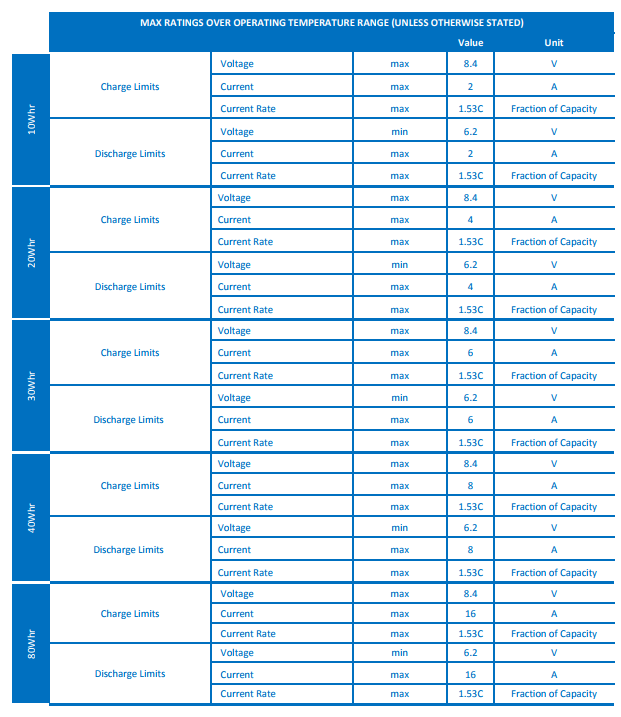 MAX RATINGS OVER OPERATING TEMPERATURE RANGE (UNLESS OTHERWISE STATED)
Value Unit
10Whr
Charge Limits
Voltage max 8.4 V
Current max 2 A
Current Rate max 1.53C Fraction of Capacity
Discharge Limits
Voltage min 6.2 V
Current max 2 A
Current Rate max 1.53C Fraction of Capacity
20Whr
Charge Limits
Voltage max 8.4 V
Current max 4 A
Current Rate max 1.53C Fraction of Capacity
Discharge Limits
Voltage min 6.2 V
Current max 4 A
Current Rate max 1.53C Fraction of Capacity
30Whr
Charge Limits
Voltage max 8.4 V
Current max 6 A
Current Rate max 1.53C Fraction of Capacity
Discharge Limits
Voltage min 6.2 V
Current max 6 A
Current Rate max 1.53C Fraction of Capacity
40Whr
Charge Limits
Voltage max 8.4 V
Current max 8 A
Current Rate max 1.53C Fraction of Capacity
Discharge Limits
Voltage min 6.2 V
Current max 8 A
Current Rate max 1.53C Fraction of Capacity
80Whr
Charge Limits
Voltage max 8.4 V
Current max 16 A
Current Rate max 1.53C Fraction of Capacity
Discharge Limits
Voltage min 6.2 V
Current max 16 A
Current Rate max 1.53C Fraction of Capacity